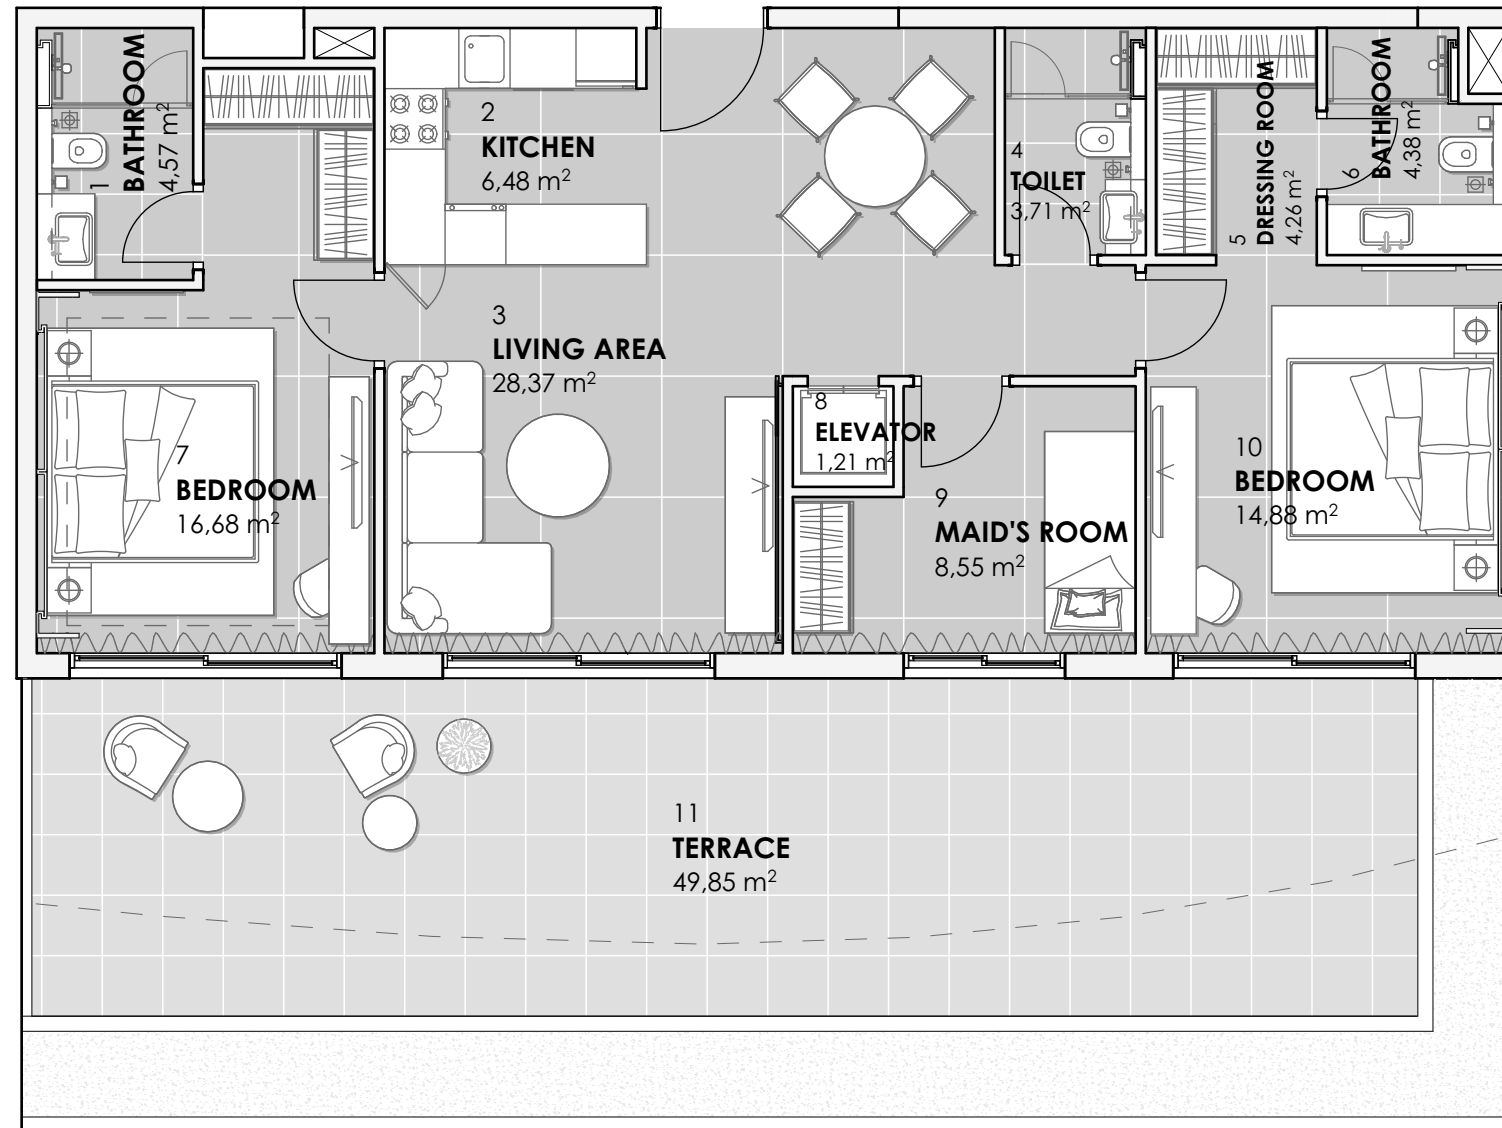 1
BATHROOM
4,57 m²
2
KITCHEN
6,48 m²
3
LIVING AREA
28,37 m²
4
TOILET
3,71 m²
5
DRESSING ROOM
4,26 m²
6
BATHROOM
4,38 m²
7
BEDROOM
16,68 m²
8
ELEVATOR
1,21 m²
9
MAID'S ROOM
8,55 m²
10
BEDROOM
14,88 m²
11
TERRACE
49,85 m²